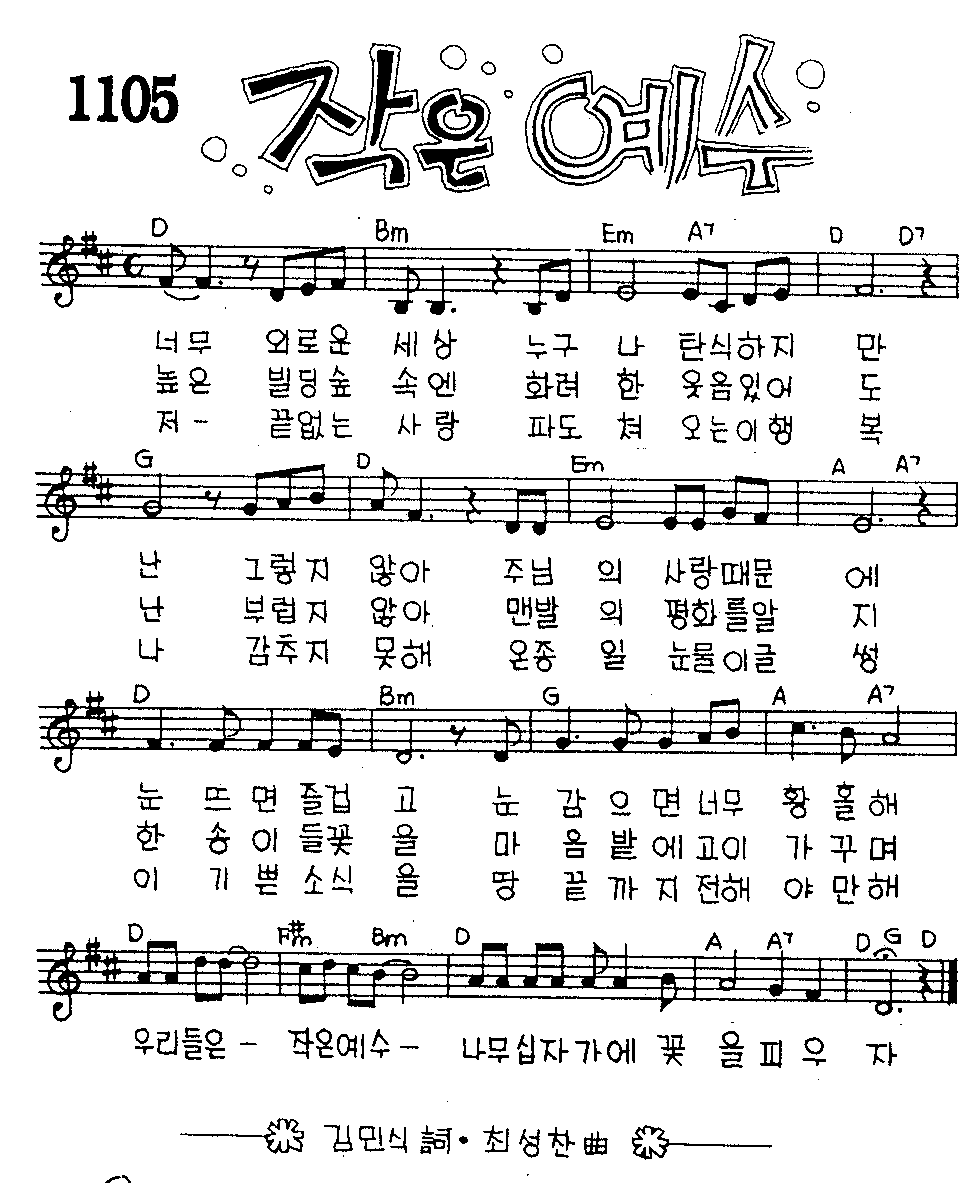 1105 작은 예수
D Bm Em A7 D D7
너무 외로운 세상 누구 나 탄식하지 만
높은 빌딩숲 속엔 화려 한 웃음있어 도
저- 끝없는 사랑 파도 쳐 오는이행 복
G D Em A A7
난 그렇지 않아 주님 의 사랑때문 에
난 부럽지 않아 맨발 의 평화를알 지
나 감추지 못해 온종 일 눈물이글 썽
D Bm G A A7
눈 뜨 면 즐겁 고 눈 감 으 면 너무 황 홀 해
한 송 이 들꽃 을 마 음 밭 에 고이 가 꾸 며
이 기 쁜 소식 을 땅 끝 까 지 전해 야 만 해
D F#m Bm D A A7 D G D
우리들은 - 작은예수 - 나무십자가에 꽃 을 피 우 자
김민식 詞 · 최성찬 曲